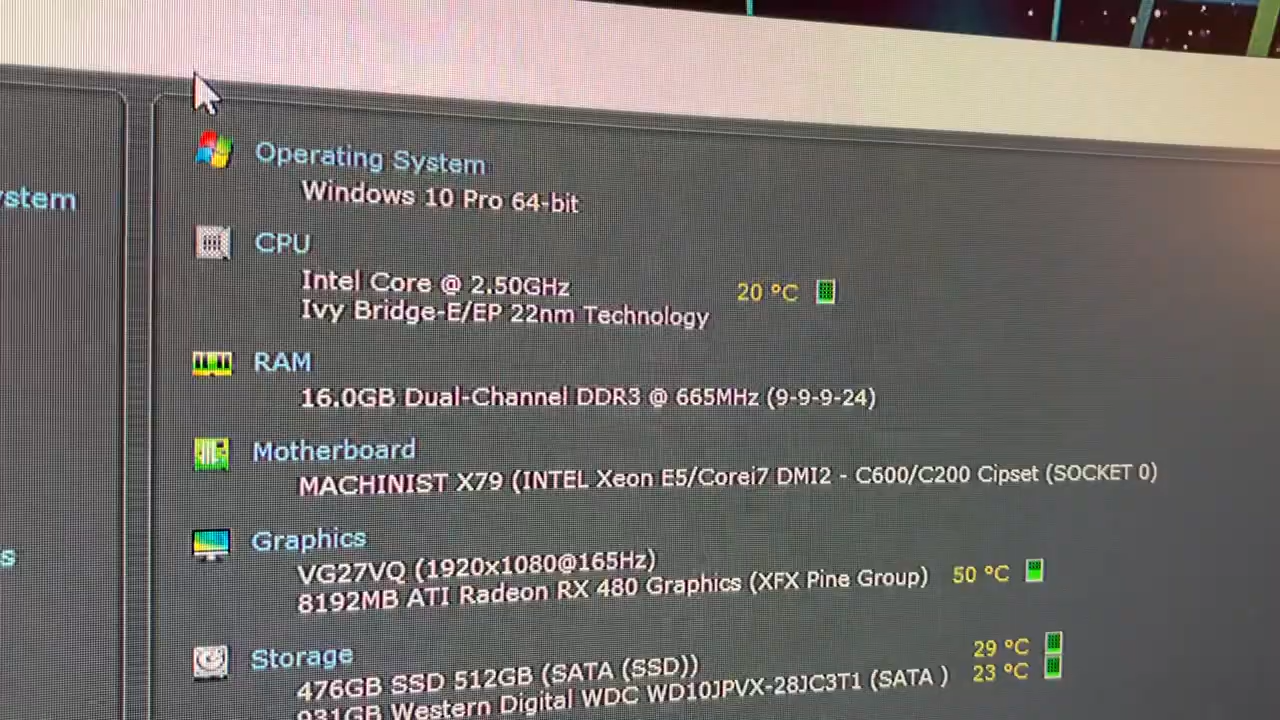 ystem
s
Operating System
Windows 10 Pro 64-bit
CPU
Intel Core @ 2.50GHz
20 °C
Ivy Bridge-E/EP 22nm Technology
RAM
16.0GB Dual-Channel DDR3 @ 665MHz (9-9-9-24)
Motherboard
MACHINIST X79 (INTEL Xeon E5/Corei7 DMI2 - C600/C200 Cipset (SOCKET 0)
Graphics
VG27VQ (1920x1080@165Hz)
8192MB ATI Radeon RX 480 Graphics (XFX Pine Group)
50 °C
Storage
476GB SSD 512GB (SATA (SSD))
29 °C
931GB Western Digital WDC WD10JPVX-28JC3T1 (SATA )
23 °C